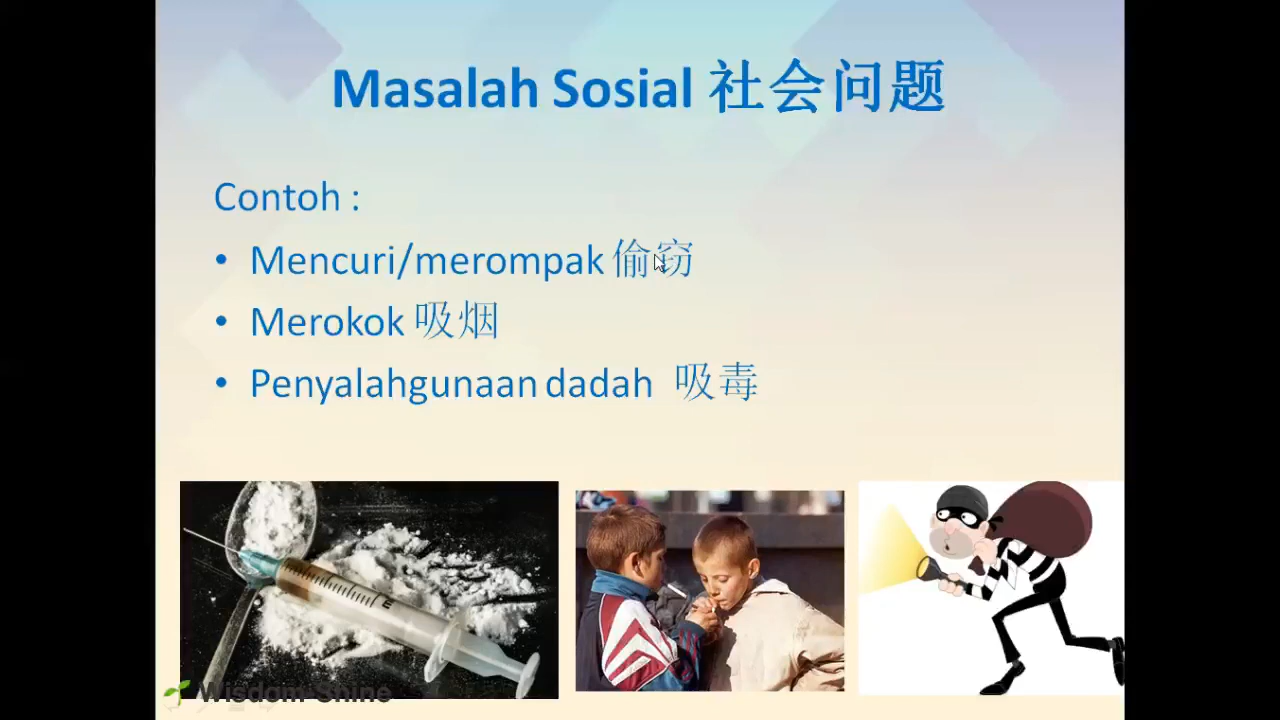 Masalah Sosial 社会问题
Contoh :
• Mencuri/merompak 偷窃
• Merokok 吸烟
• Penyalahgunaan dadah 吸毒
Wisdom Shine